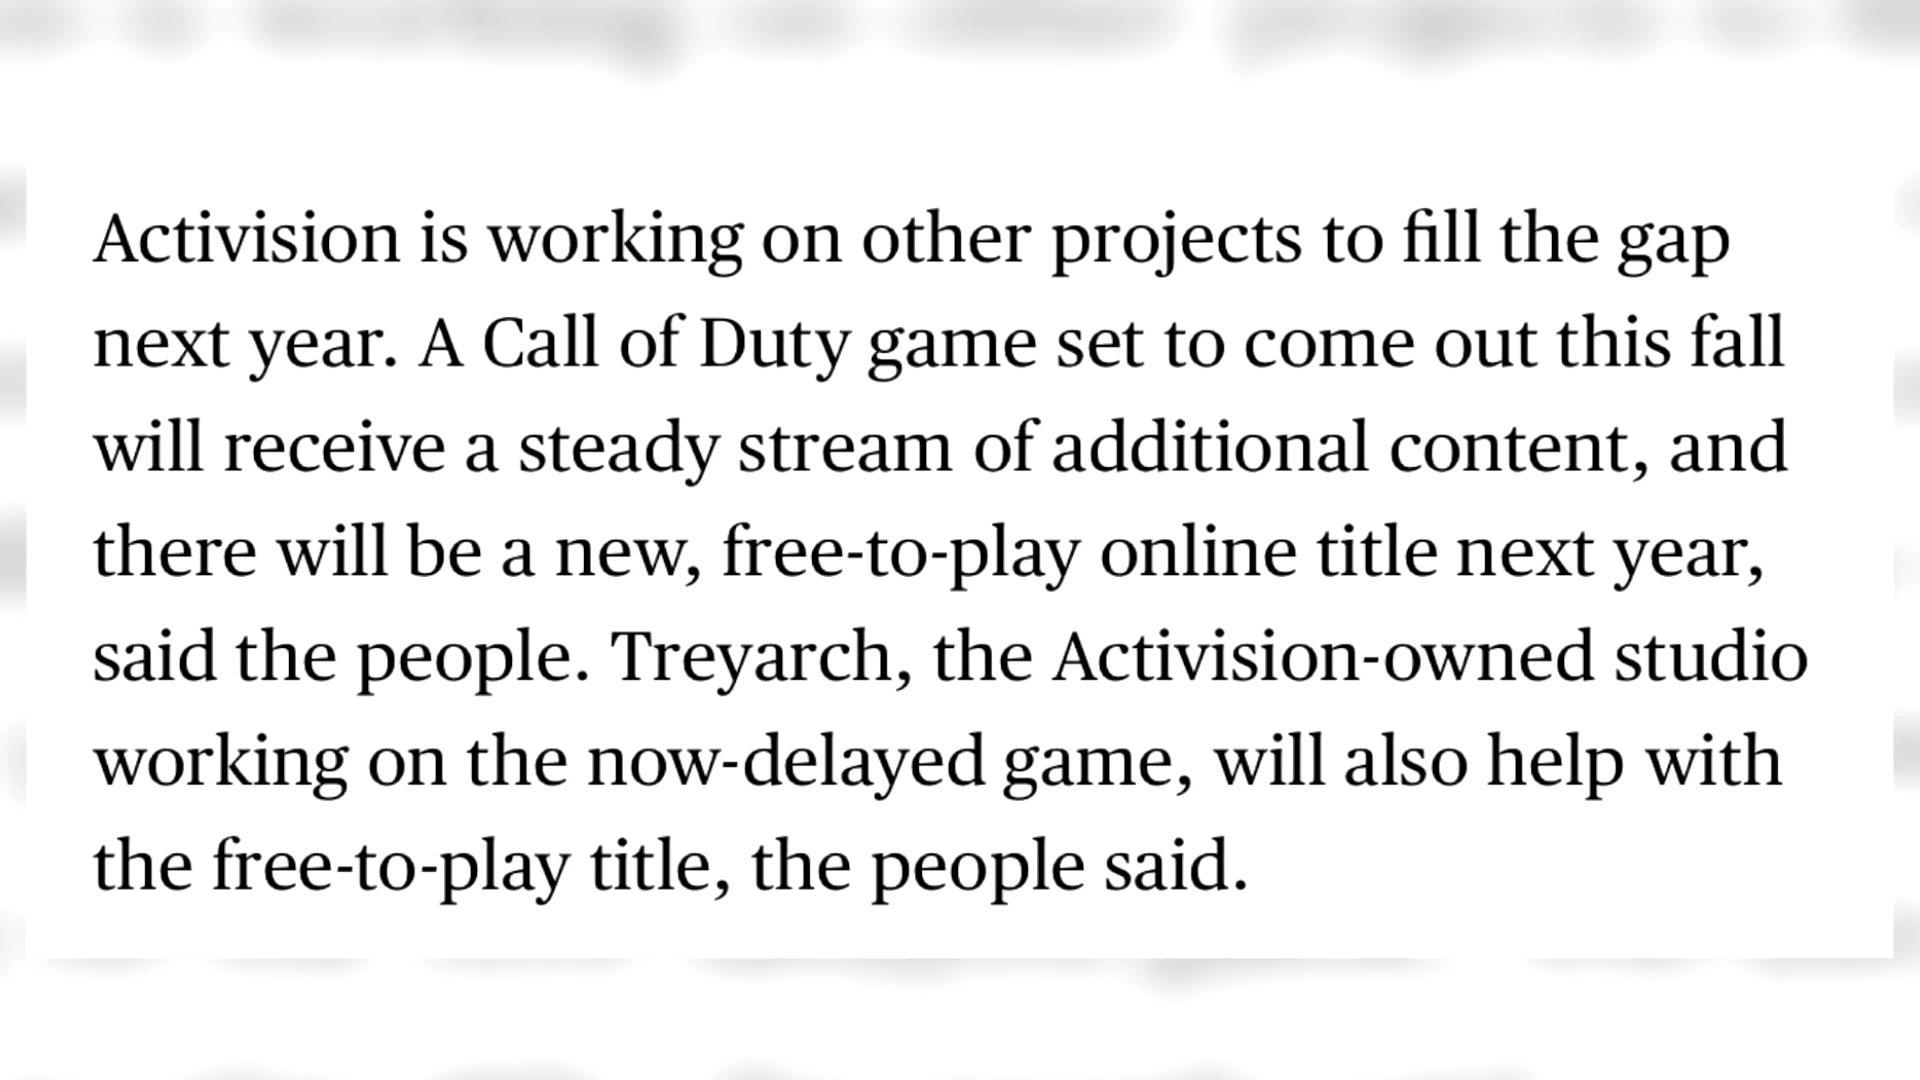 Activision is working on other projects to fill the gap
next year. A Call of Duty game set to come out this fall
will receive a steady stream of additional content, and
there will be a new, free-to-play online title next year,
said the people. Treyarch, the Activision-owned studio
working on the now-delayed game, will also help with
the free-to-play title, the people said.